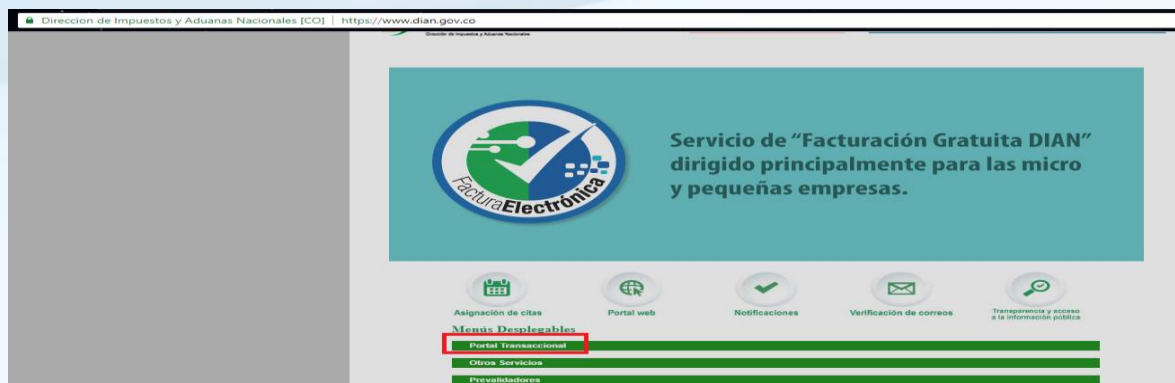 Direccion de Impuestos y Aduanas Nacionales [CO] | https://www.dian.gov.co
Dirección de Impuestos y Aduanas Nacionales
FacturaElectrónica
Servicio de “Facturación Gratuita DIAN”
dirigido principalmente para las micro
y pequeñas empresas.
Asignación de citas
Portal web
Notificaciones
Verificación de correos
Transparencia y acceso
a la información pública
Menús Desplegables
Portal Transaccional
Otros Servicios
Prevalidadores